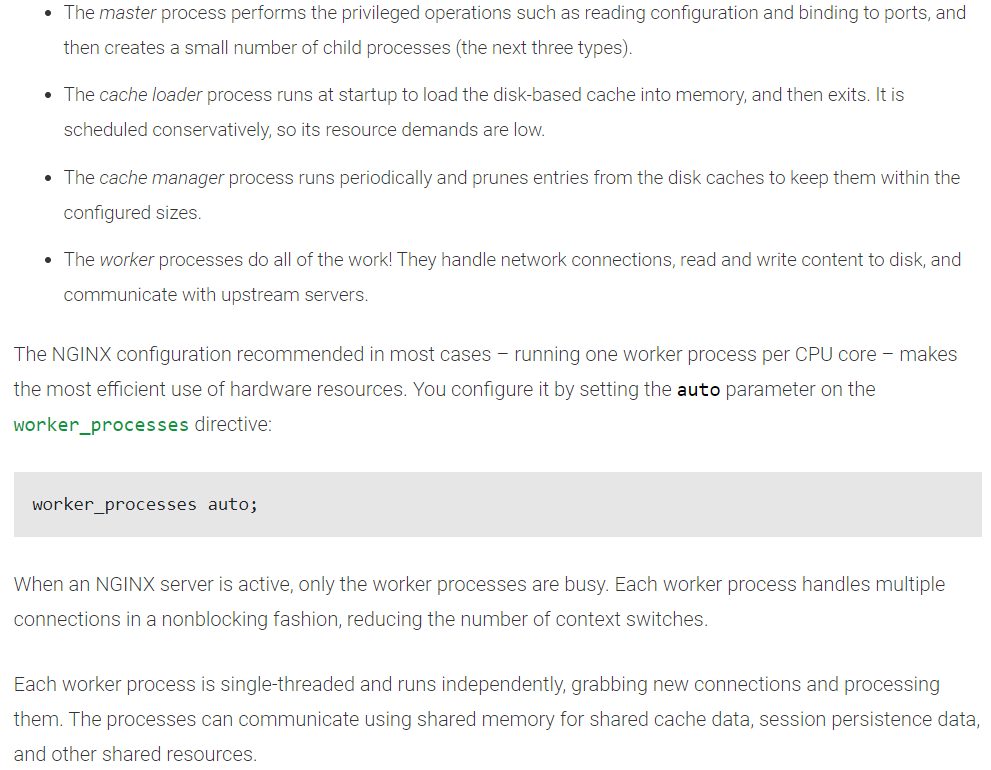 • The master process performs the privileged operations such as reading configuration and binding to ports, and
then creates a small number of child processes (the next three types).
• The cache loader process runs at startup to load the disk-based cache into memory, and then exits. It is
scheduled conservatively, so its resource demands are low.
• The cache manager process runs periodically and prunes entries from the disk caches to keep them within the
configured sizes.
• The worker processes do all of the work! They handle network connections, read and write content to disk, and
communicate with upstream servers.
The NGINX configuration recommended in most cases – running one worker process per CPU core – makes
the most efficient use of hardware resources. You configure it by setting the auto parameter on the
worker_processes directive:
worker_processes auto;
When an NGINX server is active, only the worker processes are busy. Each worker process handles multiple
connections in a nonblocking fashion, reducing the number of context switches.
Each worker process is single-threaded and runs independently, grabbing new connections and processing
them. The processes can communicate using shared memory for shared cache data, session persistence data,
and other shared resources.